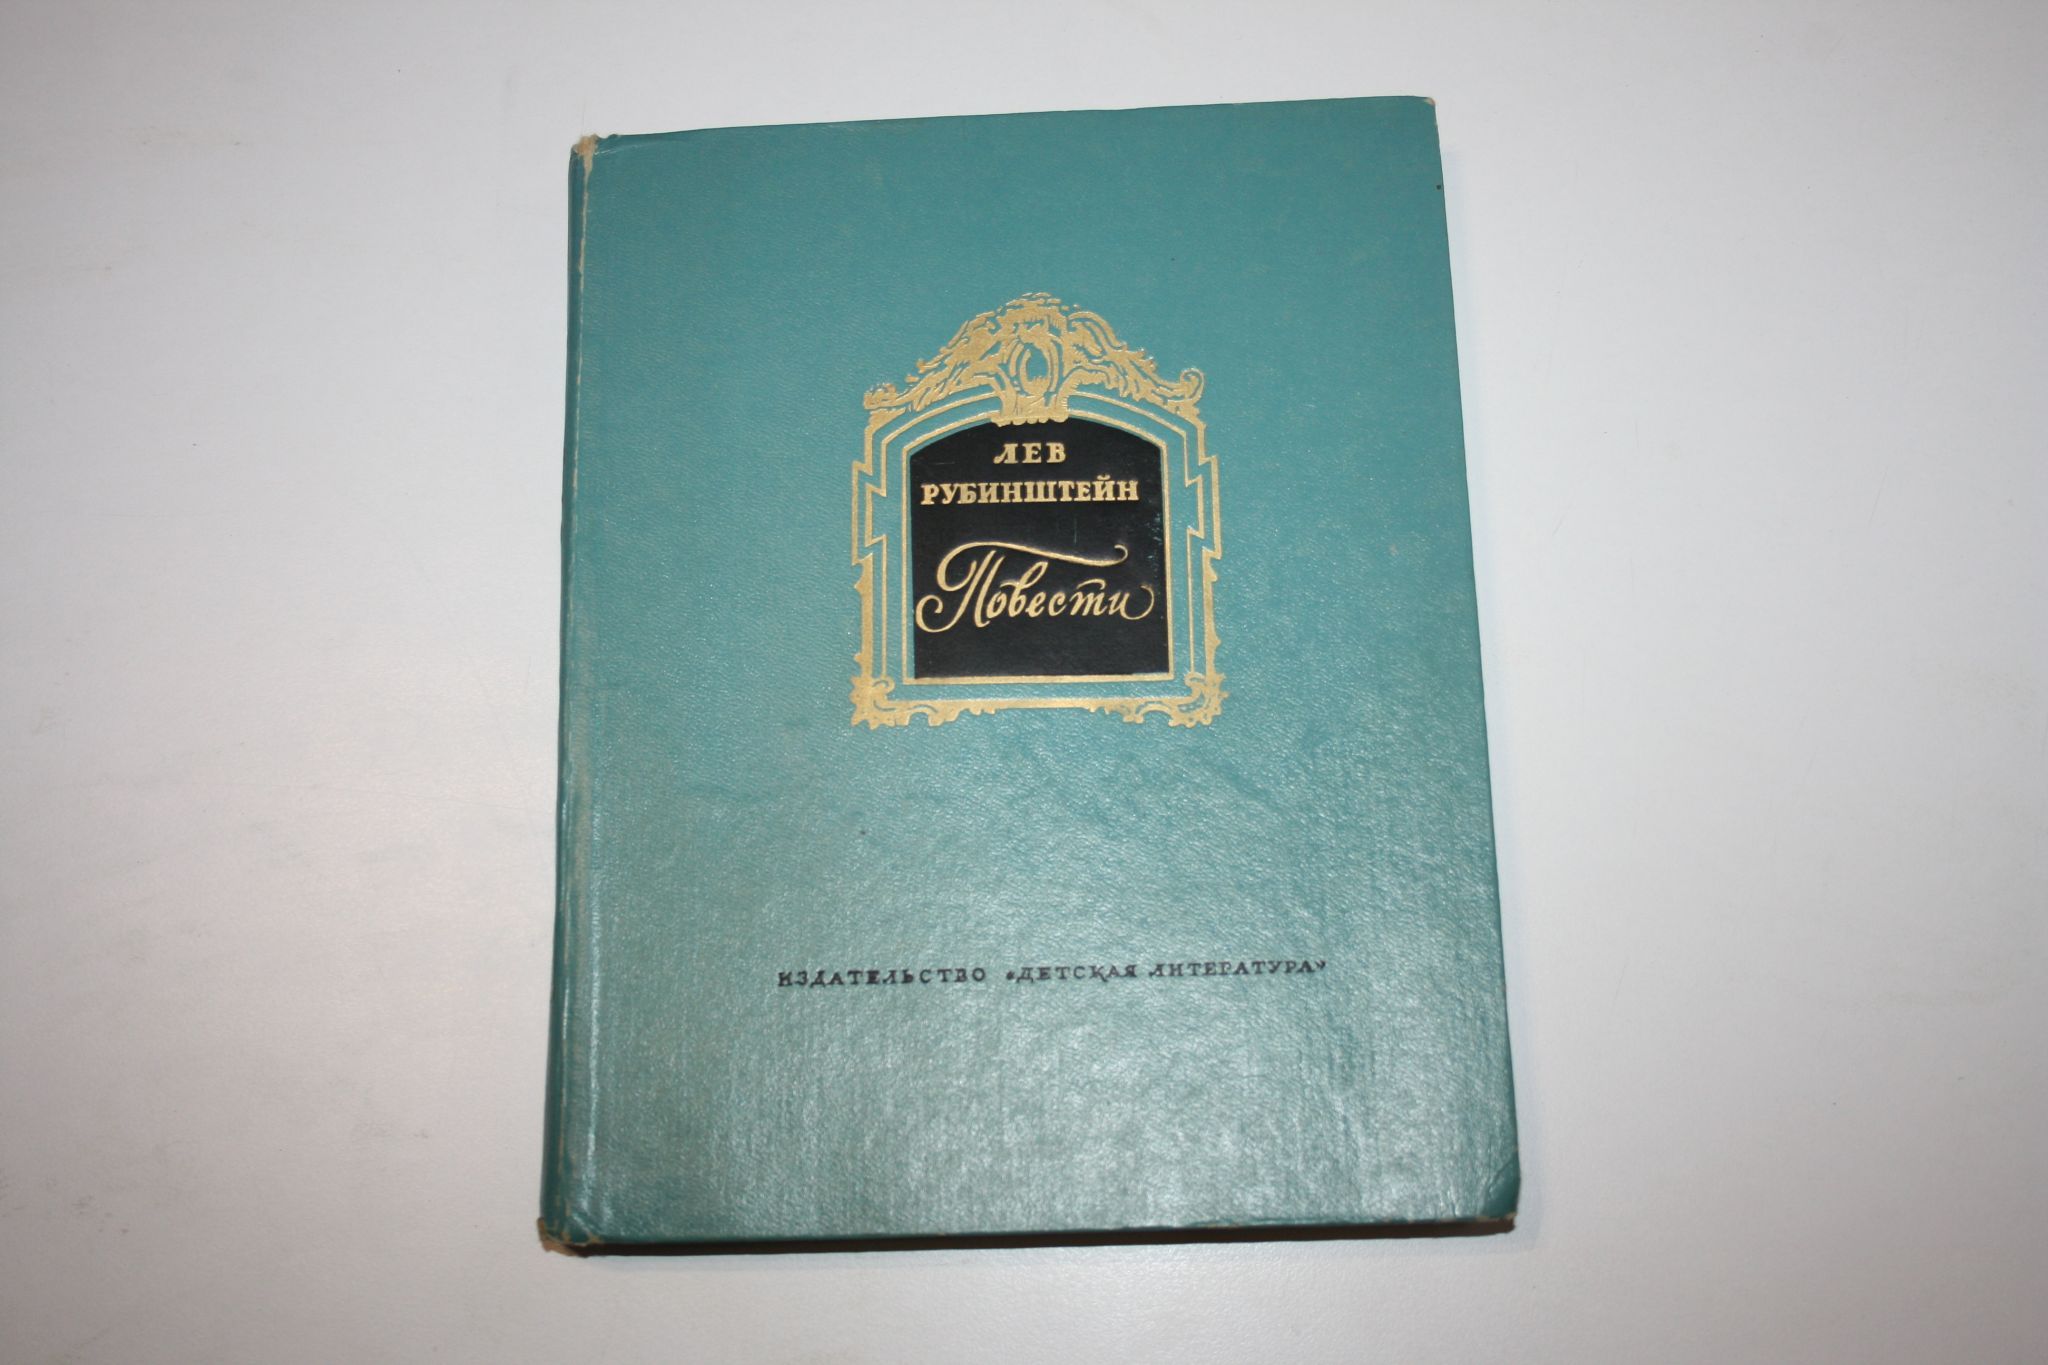 ЛЕВ
РУБИНШТЕЙН
Повести
ИЗДАТЕЛЬСТВО «ДЕТСКАЯ ЛИТЕРАТУРА»